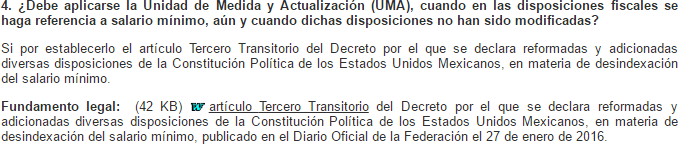 4. ¿Debe aplicarse la Unidad de Medida y Actualización (UMA), cuando en las disposiciones fiscales se
haga referencia a salario mínimo, aún y cuando dichas disposiciones no han sido modificadas?
Si por establecerlo el artículo Tercero Transitorio del Decreto por el que se declara reformadas y adicionadas
diversas disposiciones de la Constitución Política de los Estados Unidos Mexicanos, en materia de desindexación
del salario mínimo.
Fundamento legal: (42 KB) artículo Tercero Transitorio del Decreto por el que se declara reformadas y
adicionadas diversas disposiciones de la Constitución Política de los Estados Unidos Mexicanos, en materia de
desindexación del salario mínimo, publicado en el Diario Oficial de la Federación el 27 de enero de 2016.